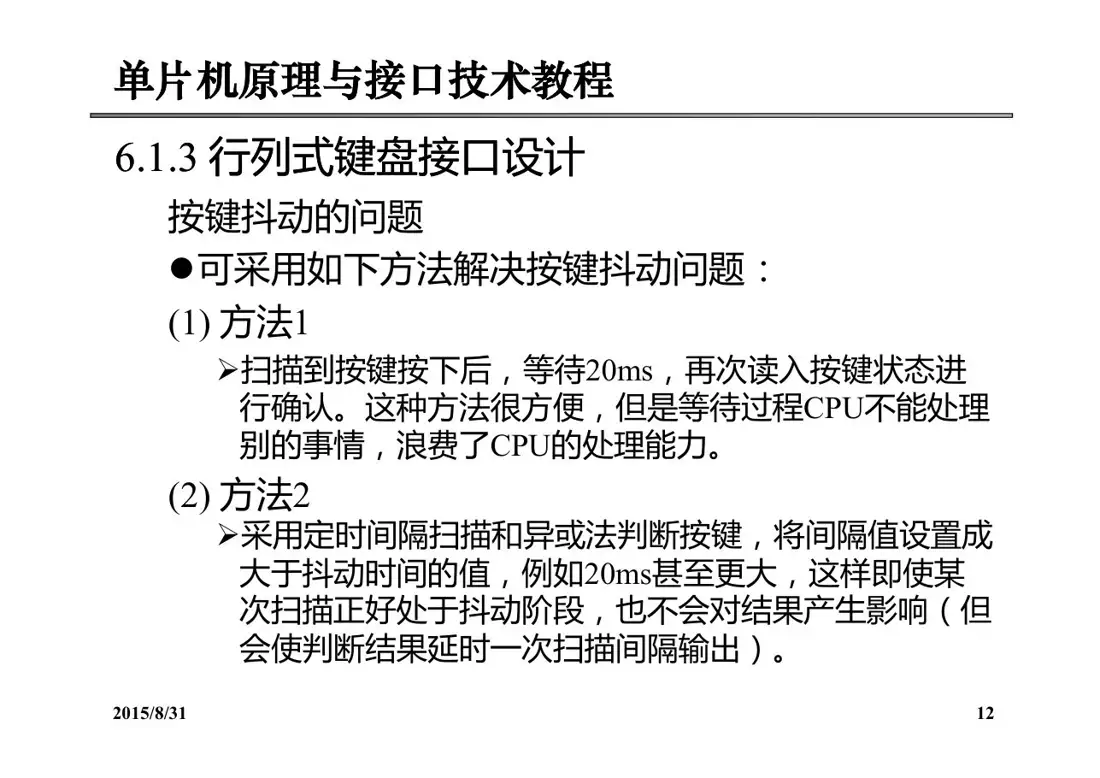 单片机原理与接口技术教程
6.1.3 行列式键盘接口设计
按键抖动的问题
●可采用如下方法解决按键抖动问题：
(1) 方法1
➢扫描到按键按下后，等待20ms，再次读入按键状态进
行确认。这种方法很方便，但是等待过程CPU不能处理
别的事情，浪费了CPU的处理能力。
(2) 方法2
➢采用定时间隔扫描和异或法判断按键，将间隔值设置成
大于抖动时间的值，例如20ms甚至更大，这样即使某
次扫描正好处于抖动阶段，也不会对结果产生影响（但
会使判断结果延时一次扫描间隔输出）。
2015/8/31
12